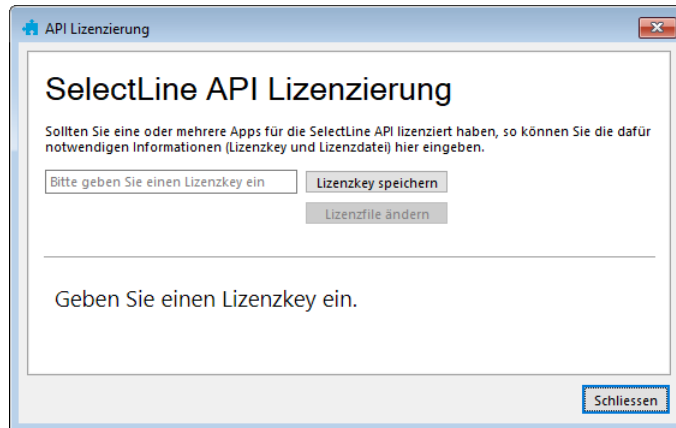 API Lizenzierung
SelectLine API Lizenzierung
Sollten Sie eine oder mehrere Apps für die SelectLine API lizenziert haben, so können Sie die dafür
notwendigen Informationen (Lizenzkey und Lizenzdatei) hier eingeben.
Bitte geben Sie einen Lizenzkey ein
Lizenzkey speichern
Lizenzfile ändern
Geben Sie einen Lizenzkey ein.
Schliessen